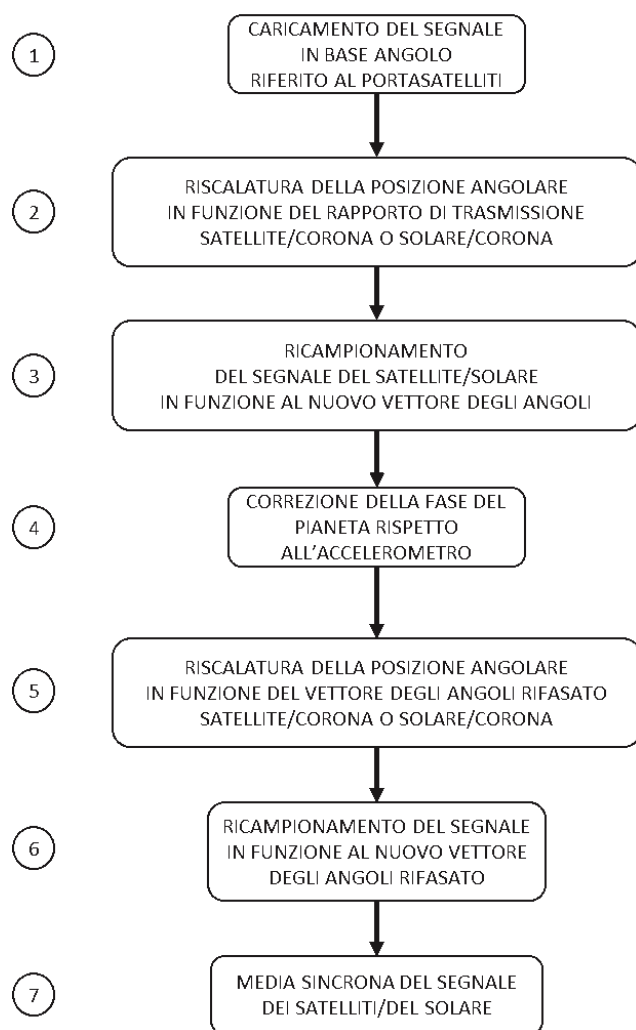 1
CARICAMENTO DEL SEGNALE
IN BASE ANGOLO
RIFERITO AL PORTASATELLITI
2
RISCALATURA DELLA POSIZIONE ANGOLARE
IN FUNZIONE DEL RAPPORTO DI TRASMISSIONE
SATELLITE/CORONA O SOLARE/CORONA
3
RICAMPIONAMENTO
DEL SEGNALE DEL SATELLITE/SOLARE
IN FUNZIONE AL NUOVO VETTORE DEGLI ANGOLI
4
CORREZIONE DELLA FASE DEL
PIANETA RISPETTO
ALL'ACCELEROMETRO
5
RISCALATURA DELLA POSIZIONE ANGOLARE
IN FUNZIONE DEL VETTORE DEGLI ANGOLI RIFASATO
SATELLITE/CORONA O SOLARE/CORONA
6
RICAMPIONAMENTO DEL SEGNALE
IN FUNZIONE AL NUOVO VETTORE
DEGLI ANGOLI RIFASATO
7
MEDIA SINCRONA DEL SEGNALE
DEI SATELLITI/DEL SOLARE